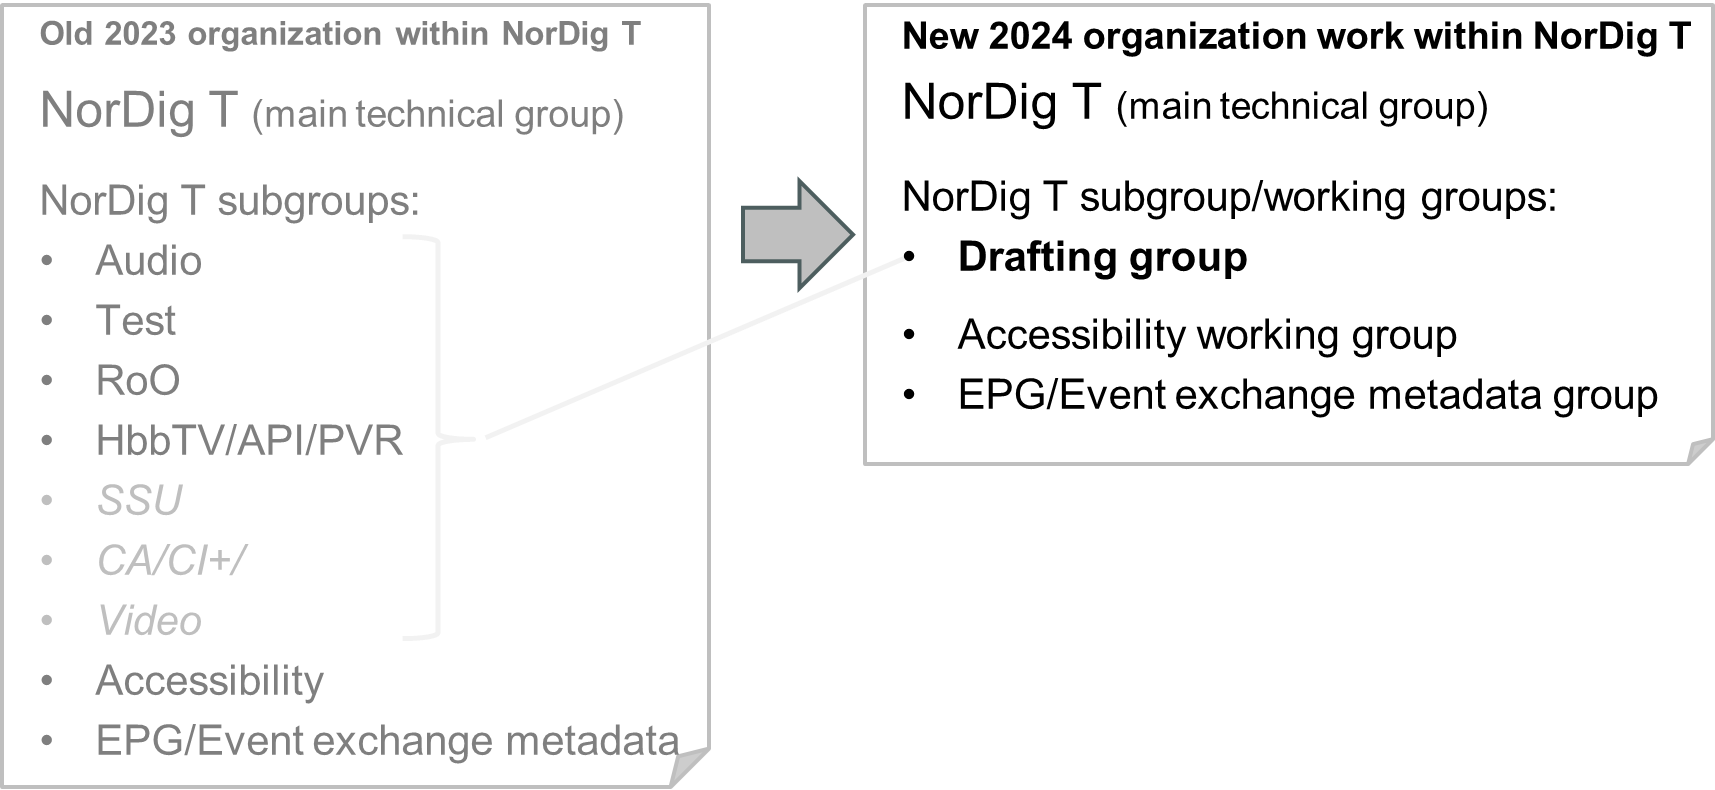 Old 2023 organization within NorDig T
NorDig T (main technical group)
NorDig T subgroups:
• Audio
• Test
• RoO
• HbbTV/API/PVR
• SSU
• CA/CI+/
• Video
• Accessibility
• EPG/Event exchange metadata
New 2024 organization work within NorDig T
NorDig T (main technical group)
NorDig T subgroup/working groups:
• Drafting group
• Accessibility working group
• EPG/Event exchange metadata group